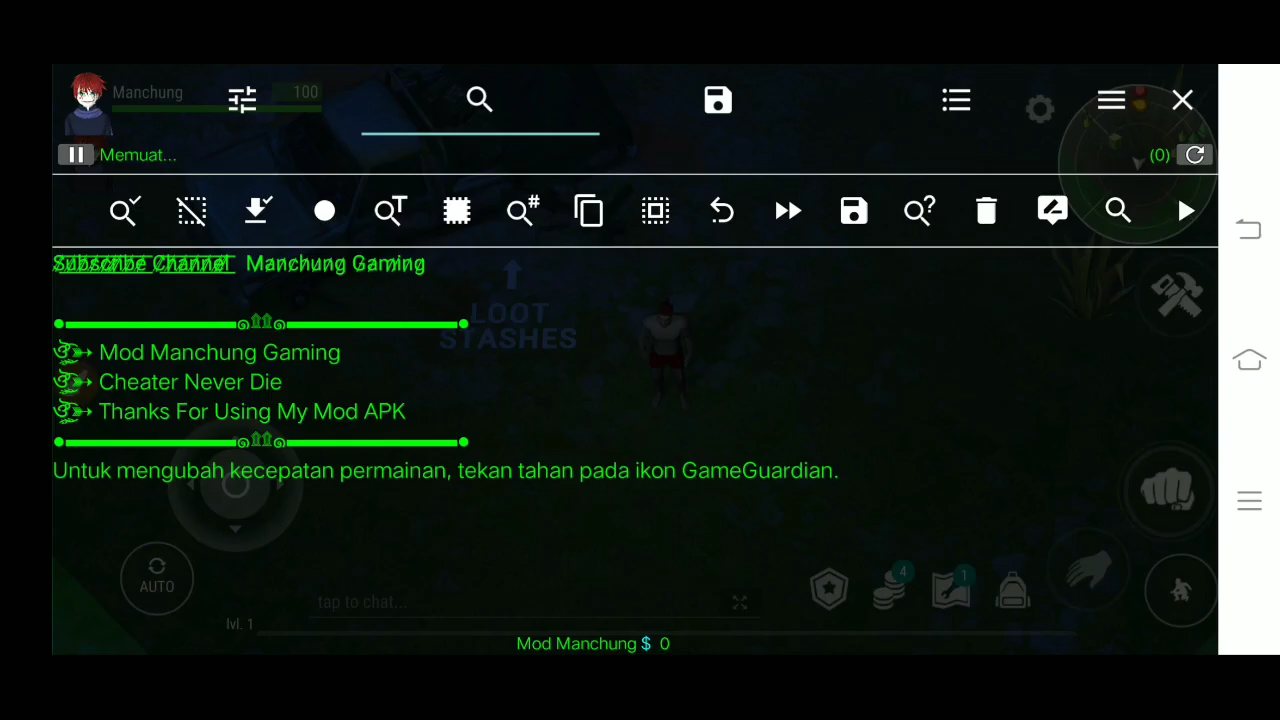 Manchung
100
Memuat...
(0)
Subscribe Channel Manchung Gaming
LOOT
STASHES
Mod Manchung Gaming
Cheater Never Die
Thanks For Using My Mod APK
Untuk mengubah kecepatan permainan, tekan tahan pada ikon GameGuardian.
AUTO
4
1
tap to chat...
lvl. 1
Mod Manchung $ 0